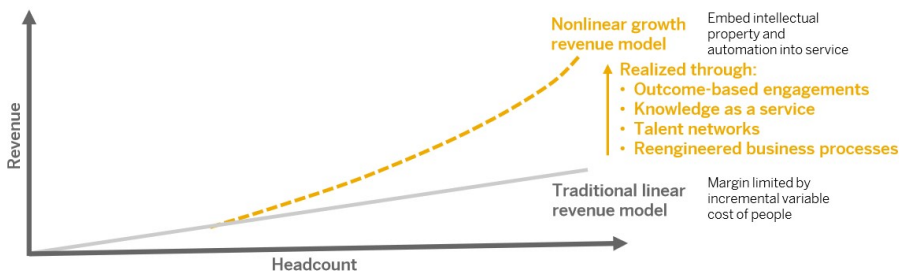 Nonlinear growth
revenue model
Embed intellectual
property and
automation into service
Realized through:
• Outcome-based engagements
• Knowledge as a service
• Talent networks
• Reengineered business processes
Revenue
Traditional linear
revenue model
Margin limited by
incremental variable
cost of people
Headcount